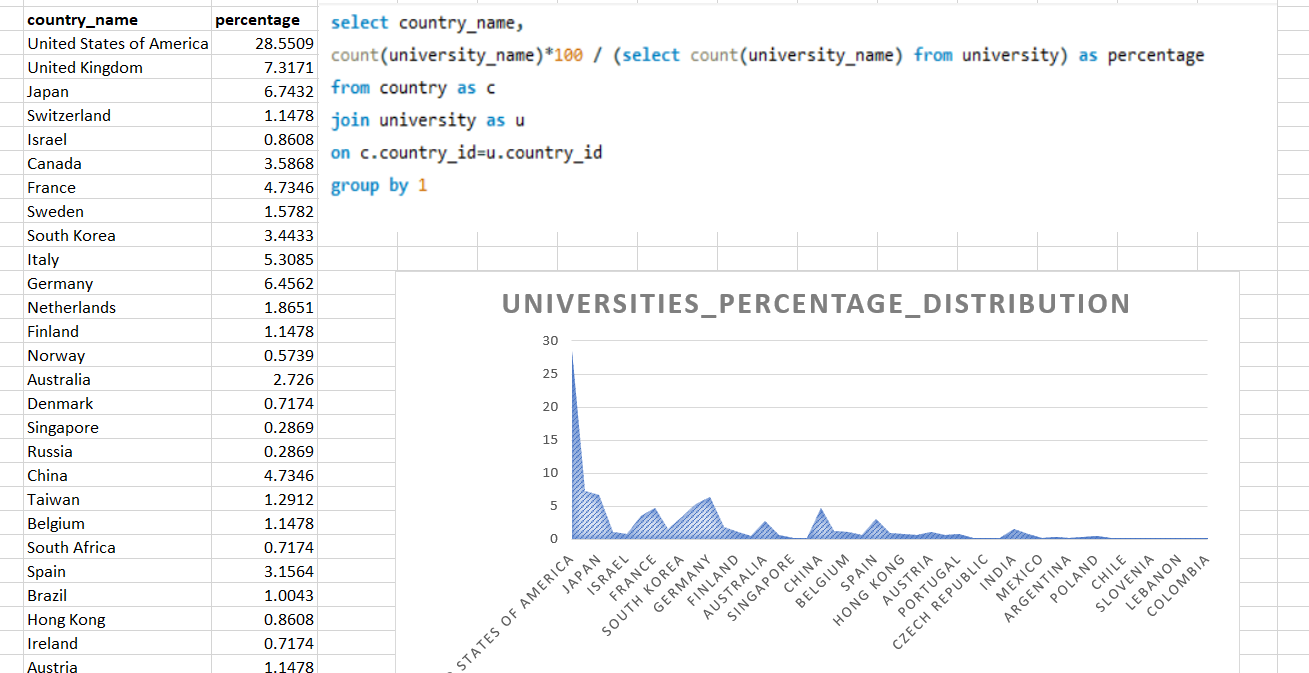 country_name percentage
United States of America 28.5509
United Kingdom 7.3171
Japan 6.7432
Switzerland 1.1478
Israel 0.8608
Canada 3.5868
France 4.7346
Sweden 1.5782
South Korea 3.4433
Italy 5.3085
Germany 6.4562
Netherlands 1.8651
Finland 1.1478
Norway 0.5739
Australia 2.726
Denmark 0.7174
Singapore 0.2869
Russia 0.2869
China 4.7346
Taiwan 1.2912
Belgium 1.1478
South Africa 0.7174
Spain 3.1564
Brazil 1.0043
Hong Kong 0.8608
Ireland 0.7174
Austria 1.1478
select country_name,
count(university_name)*100 / (select count(university_name) from university) as percentage
from country as c
join university as u
on c.country_id=u.country_id
group by 1
UNIVERSITIES_PERCENTAGE_DISTRIBUTION
30
25
20
15
10
5
0
STATES OF AMERICA
JAPAN
ISRAEL
FRANCE
SOUTH KOREA
GERMANY
FINLAND
AUSTRALIA
SINGAPORE
CHINA
BELGIUM
SPAIN
HONG KONG
AUSTRIA
PORTUGAL
CZECH REPUBLIC
INDIA
MEXICO
ARGENTINA
POLAND
CHILE
SLOVENIA
LEBANON
COLOMBIA